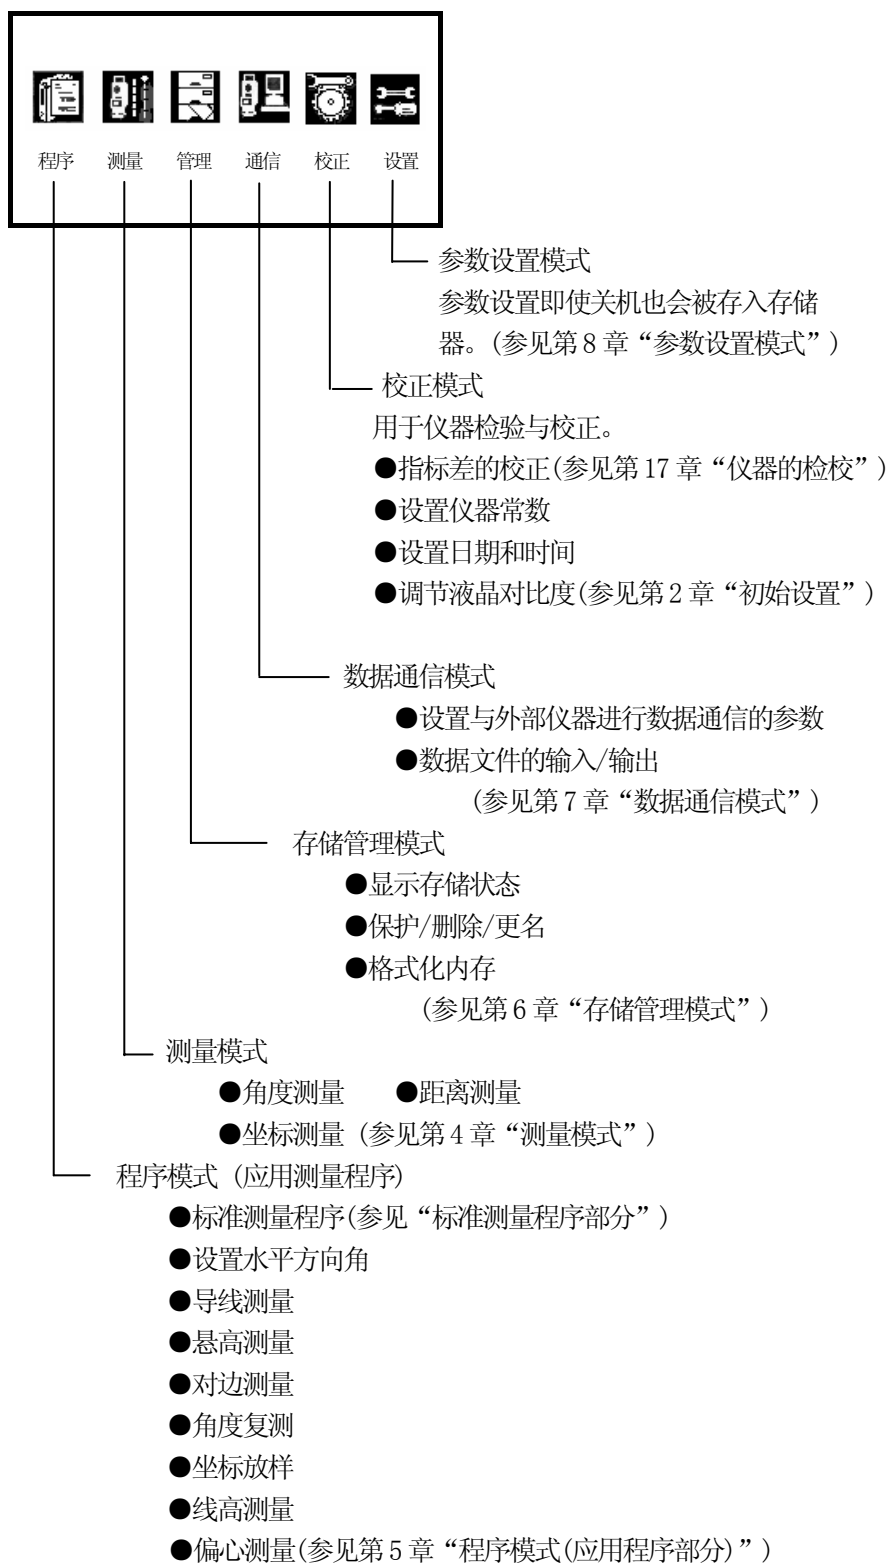 程序 测量 管理 通信 校正 设置
参数设置模式
参数设置即使关机也会被存入存储
器。(参见第8章“参数设置模式”)
校正模式
用于仪器检验与校正。
●指标差的校正(参见第17章“仪器的检校”)
●设置仪器常数
●设置日期和时间
●调节液晶对比度(参见第2章“初始设置”)
数据通信模式
●设置与外部仪器进行数据通信的参数
●数据文件的输入/输出
(参见第7章“数据通信模式”)
存储管理模式
●显示存储状态
●保护/删除/更名
●格式化内存
(参见第6章“存储管理模式”)
测量模式
●角度测量 ●距离测量
●坐标测量 (参见第4章“测量模式”)
程序模式 (应用测量程序)
●标准测量程序(参见“标准测量程序部分”)
●设置水平方向角
●导线测量
●悬高测量
●对边测量
●角度复测
●坐标放样
●线高测量
●偏心测量(参见第5章“程序模式(应用程序部分)”)